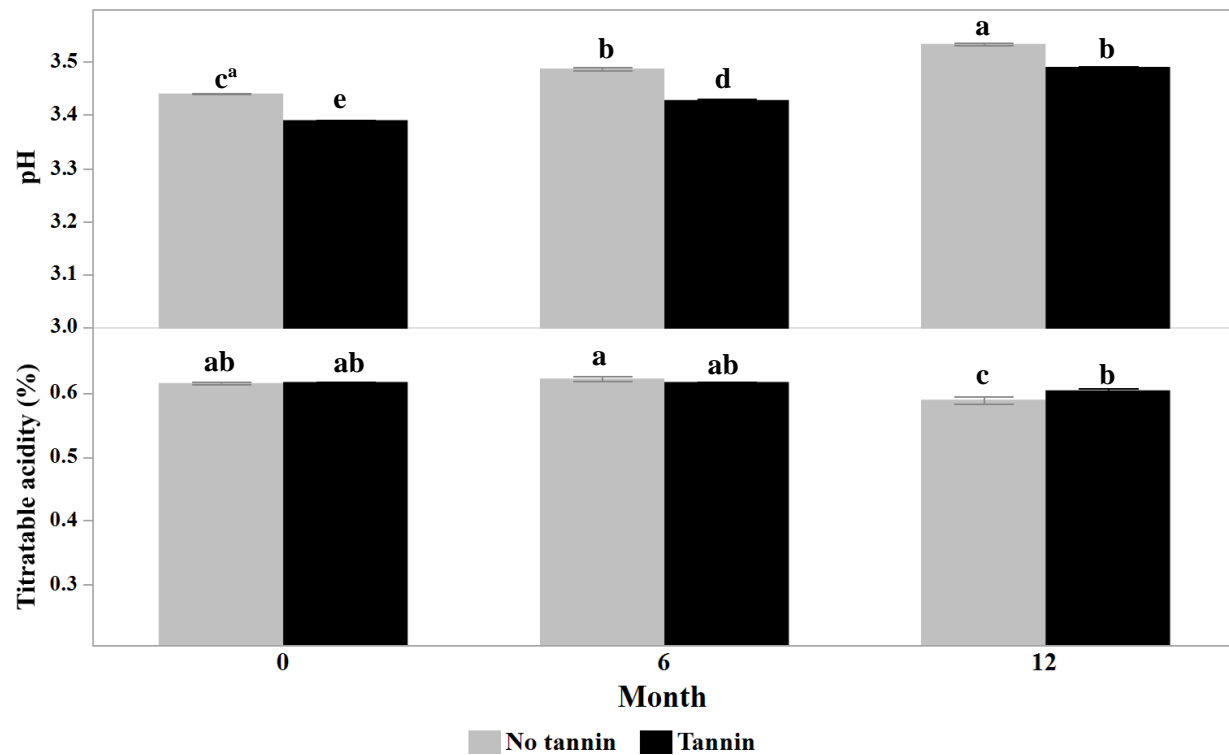 pH
3.5
3.4
3.3
3.2
3.1
3.0
cᵃ
e
b
d
a
b
Titratable acidity (%)
0.6
0.5
0.4
0.3
ab
ab
a
ab
c
b
0
6
12
Month
No tannin
Tannin